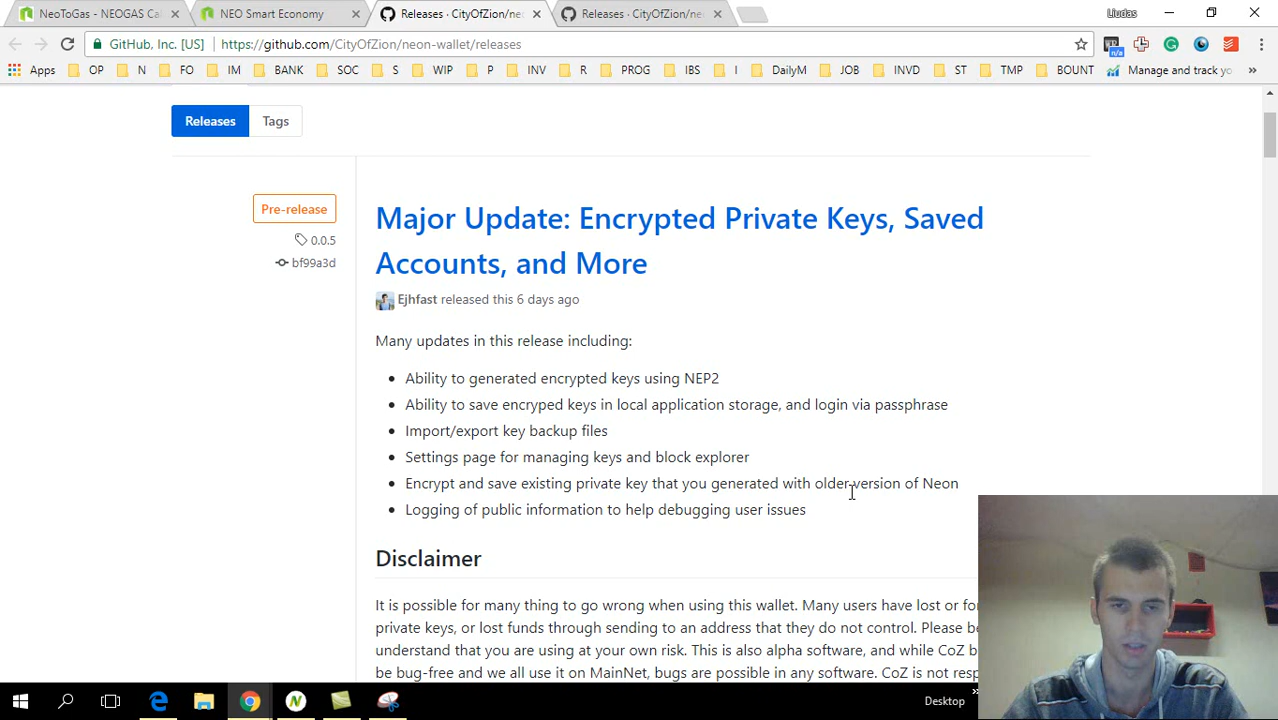 NeoToGas - NEOGAS Cal
NEO Smart Economy
Releases · CityOfZion/neo
Releases · CityOfZion/ne
Liudas
GitHub, Inc. [US]
https://github.com/CityOfZion/neon-wallet/releases
n/a
Apps OP N FO IM BANK SOC S WIP P INV R PROG IBS I DailyM JOB INVD ST TMP BOUNT Manage and track yo »
Releases Tags
Pre-release
0.0.5
bf99a3d
Major Update: Encrypted Private Keys, Saved
Accounts, and More
Ejhfast released this 6 days ago
Many updates in this release including:
• Ability to generated encrypted keys using NEP2
• Ability to save encryped keys in local application storage, and login via passphrase
• Import/export key backup files
• Settings page for managing keys and block explorer
• Encrypt and save existing private key that you generated with older version of Neon
• Logging of public information to help debugging user issues
Disclaimer
It is possible for many thing to go wrong when using this wallet. Many users have lost or for
private keys, or lost funds through sending to an address that they do not control. Please be
understand that you are using at your own risk. This is also alpha software, and while CoZ b
be bug-free and we all use it on MainNet, bugs are possible in any software. CoZ is not resp
Desktop »